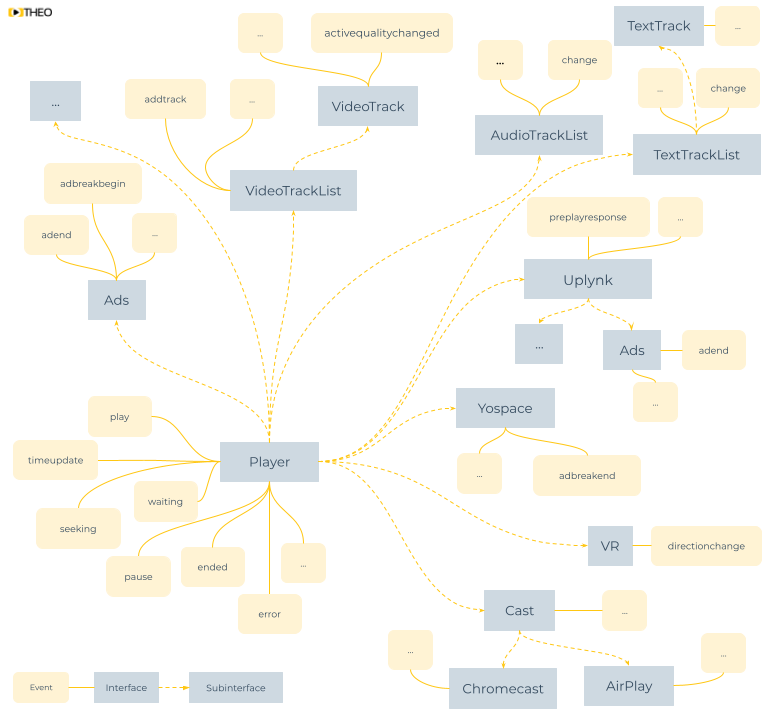 THEO
...
activequalitychanged
TextTrack
...
...
change
...
addtrack
...
VideoTrack
...
change
AudioTrackList
TextTrackList
adbreakbegin
VideoTrackList
adend
...
preplayresponse
...
Ads
Uplynk
...
Ads
adend
...
play
Yospace
timeupdate
Player
...
adbreakend
waiting
seeking
VR
directionchange
pause
ended
...
error
Cast
...
...
...
Event
Interface
Subinterface
Chromecast
AirPlay